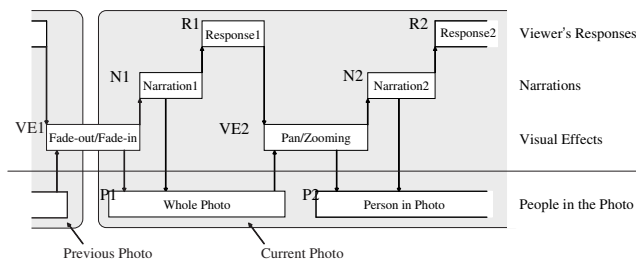 R1
R2
Response1
Response2
Viewer's Responses
N1
N2
Narration1
Narration2
Narrations
VE1
VE2
Fade-out/Fade-in
Pan/Zooming
Visual Effects
P1
P2
Whole Photo
Person in Photo
People in the Photo
Previous Photo
Current Photo